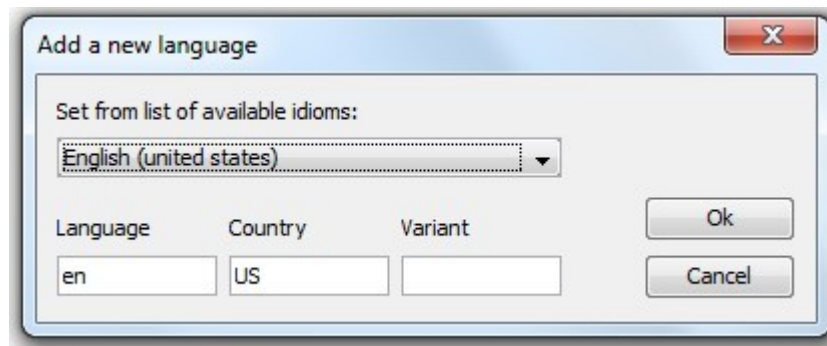 Add a new language
Set from list of available idioms:
English (united states)
Language Country Variant
Ok
en US
Cancel